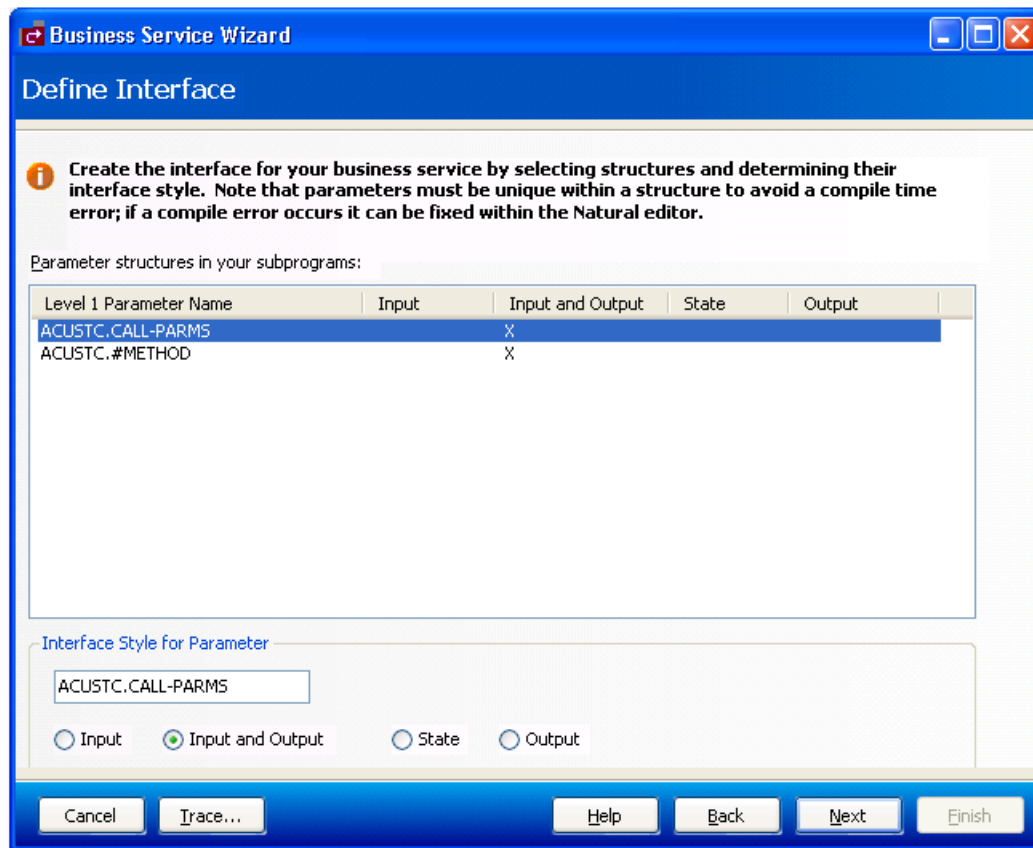 Business Service Wizard
Define Interface
Create the interface for your business service by selecting structures and determining their
interface style. Note that parameters must be unique within a structure to avoid a compile time
error; if a compile error occurs it can be fixed within the Natural editor.
Parameter structures in your subprograms:
Level 1 Parameter Name Input Input and Output State Output
ACUSTC.CALL-PARMS X
ACUSTC.#METHOD X
Interface Style for Parameter
ACUSTC.CALL-PARMS
Input Input and Output State Output
Cancel Trace... Help Back Next Finish